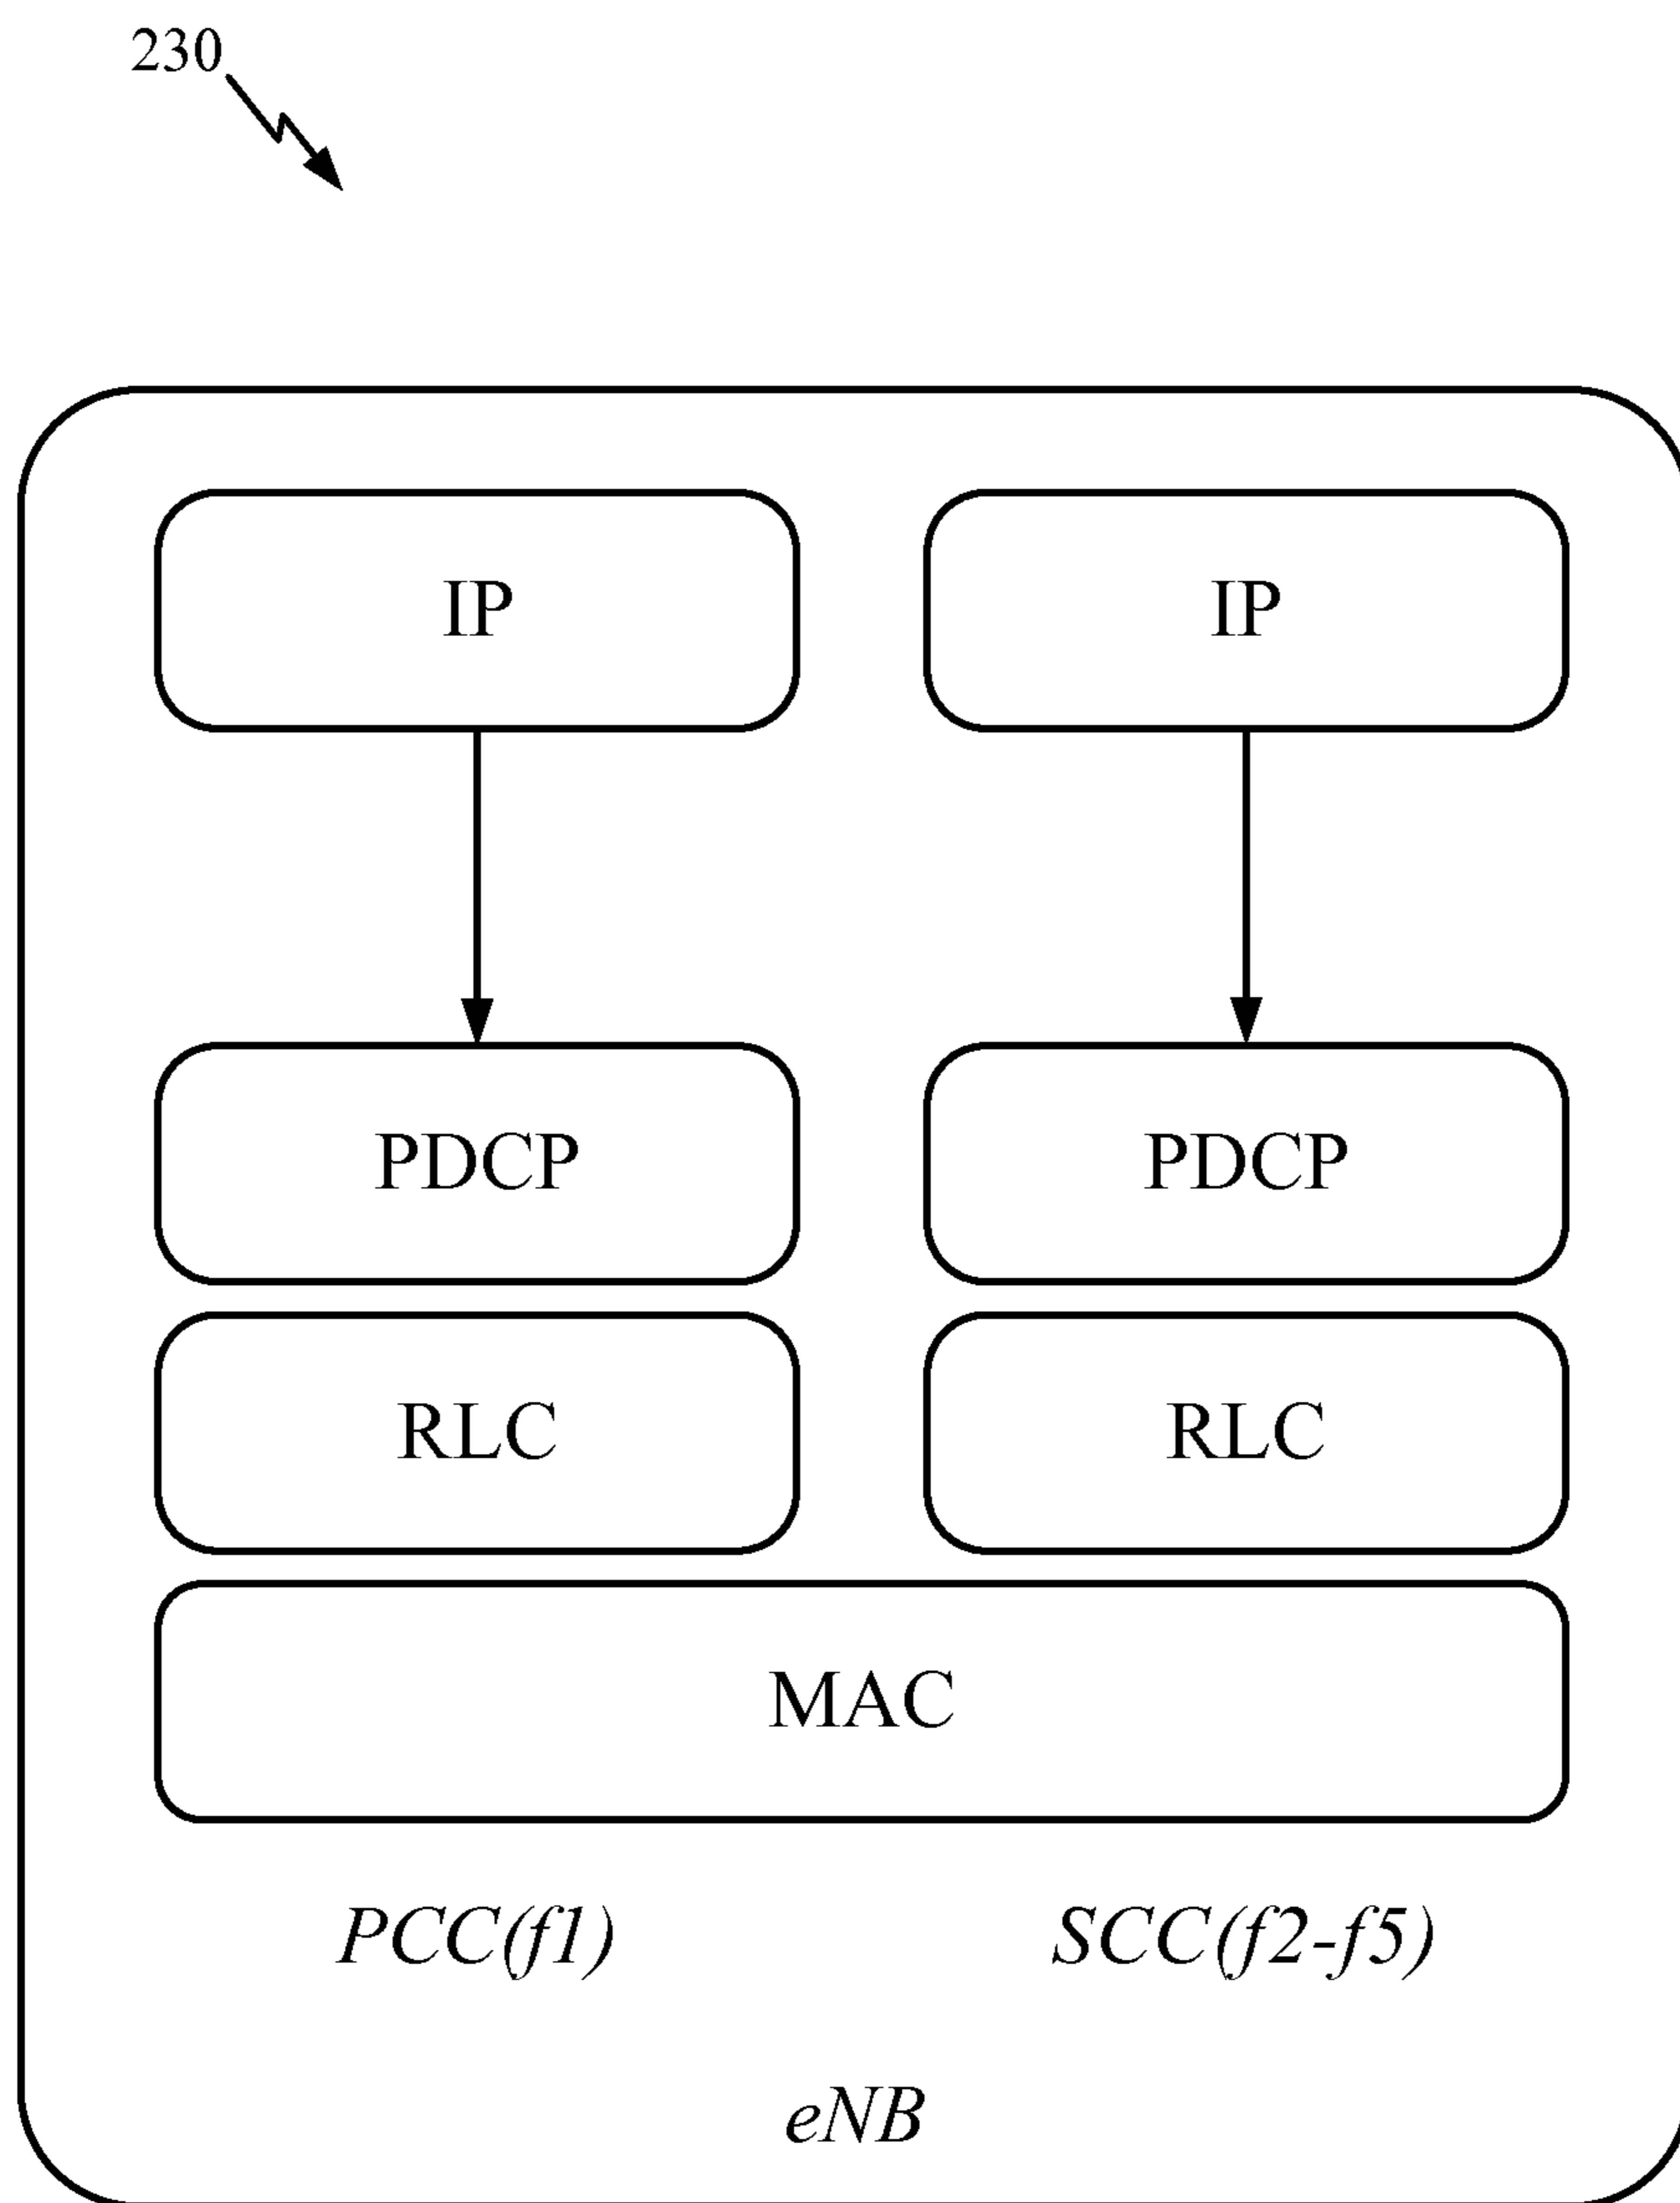 230
IP IP
PDCP PDCP
RLC RLC
MAC
PCC(f1) SCC(f2-f5)
eNB